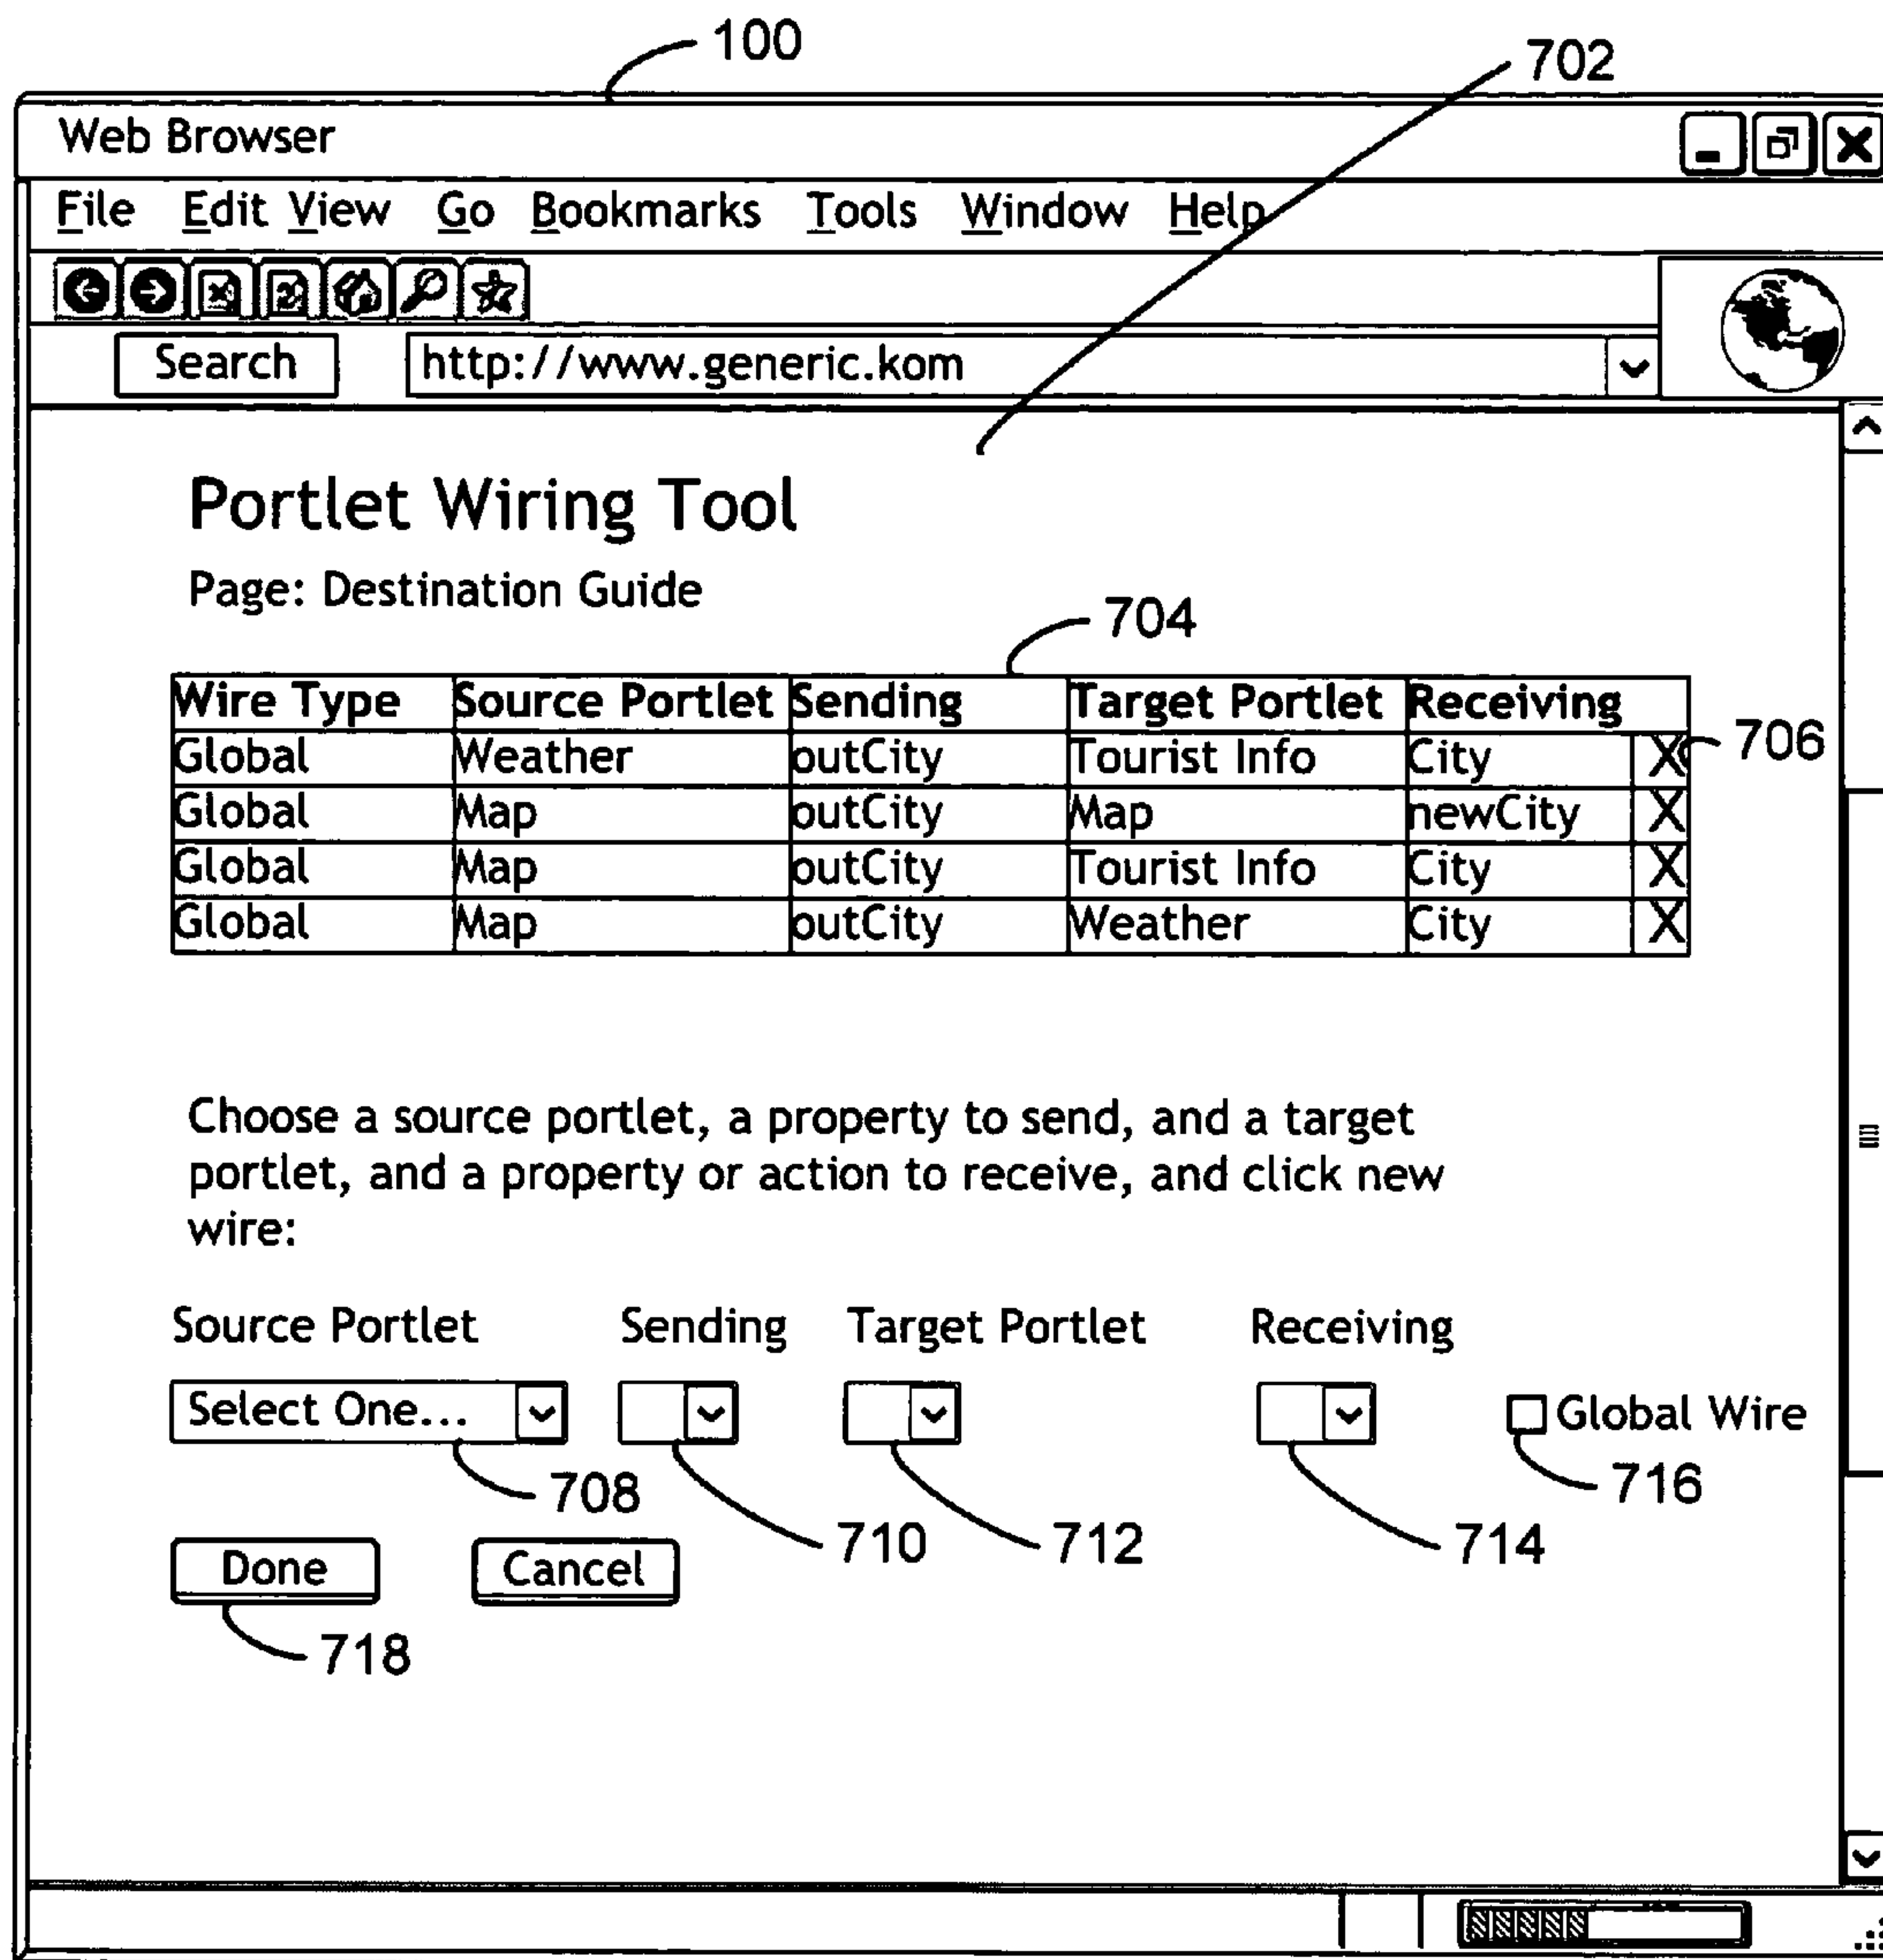 100
702
Web Browser
File Edit View Go Bookmarks Tools Window Help
Search http://www.generic.kom
Portlet Wiring Tool
Page: Destination Guide
704
Wire Type Source Portlet Sending Target Portlet Receiving
Global Weather outCity Tourist Info City X 706
Global Map outCity Map newCity X
Global Map outCity Tourist Info City X
Global Map outCity Weather City X
Choose a source portlet, a property to send, and a target
portlet, and a property or action to receive, and click new
wire:
Source Portlet Sending Target Portlet Receiving
Select One... Global Wire
708 716
710 712 714
Done Cancel
718